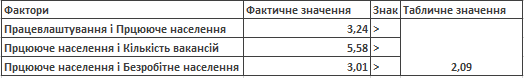 Фактори Фактичне значення Знак Табличне значення
Працевлаштування і Прцююче населення 3,24 >
Прцююче населення і Кількість вакансій 5,58 >
Прцююче населення і Безробітне населення 3,01 > 2,09